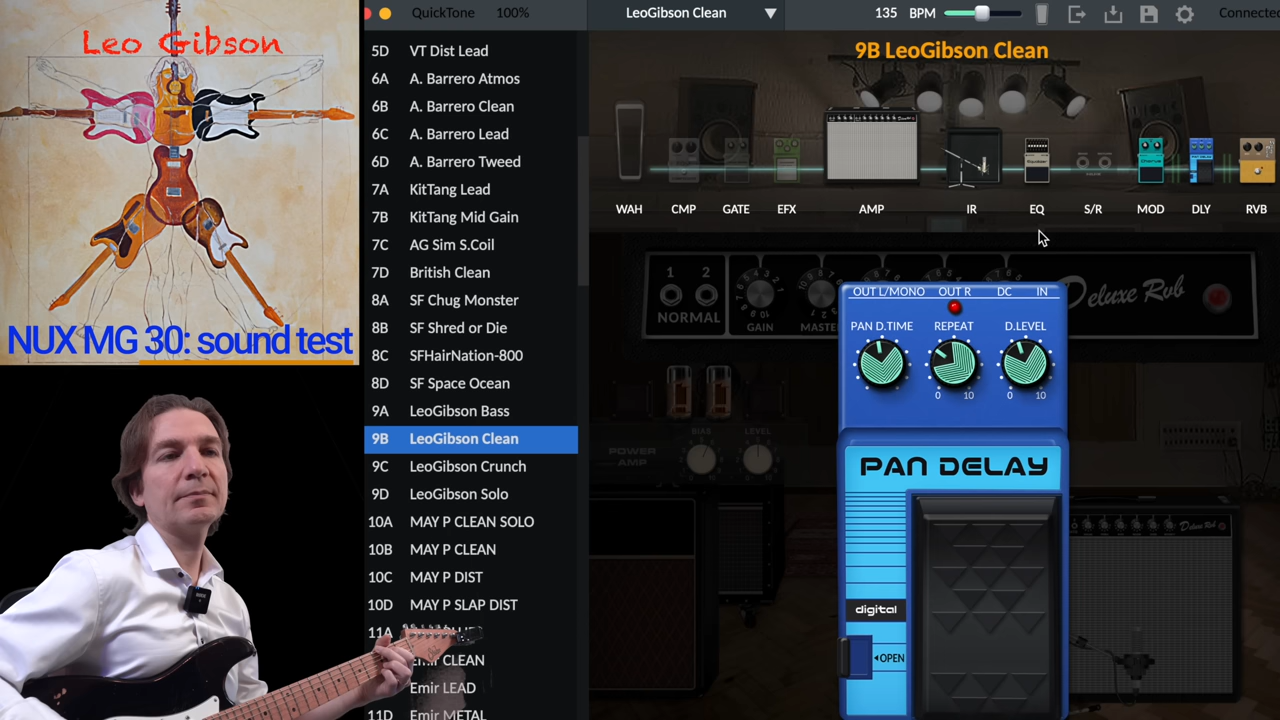 Leo Gibson
NUX MG 30: sound test
QuickTone 100%
LeoGibson Clean
135 BPM
Connected
5D VT Dist Lead
6A A. Barrero Atmos
6B A. Barrero Clean
6C A. Barrero Lead
6D A. Barrero Tweed
7A KitTang Lead
7B KitTang Mid Gain
7C AG Sim S.Coil
7D British Clean
8A SF Chug Monster
8B SF Shred or Die
8C SFHairNation-800
8D SF Space Ocean
9A LeoGibson Bass
9B LeoGibson Clean
9C LeoGibson Crunch
9D LeoGibson Solo
10A MAY P CLEAN SOLO
10B MAY P CLEAN
10C MAY P DIST
10D MAY P SLAP DIST
11A
Emir CLEAN
Emir LEAD
11D Emir METAL
9B LeoGibson Clean
WAH CMP GATE EFX AMP IR EQ S/R MOD DLY RVB
1 2
NORMAL
GAIN
Deluxe Rvb
OUT L/MONO OUT R DC IN
PAN D.TIME REPEAT D.LEVEL
0 10 0 10
PAN DELAY
digital
◄OPEN
POWER AMP
BIAS LEVEL
Deluxe Rvb